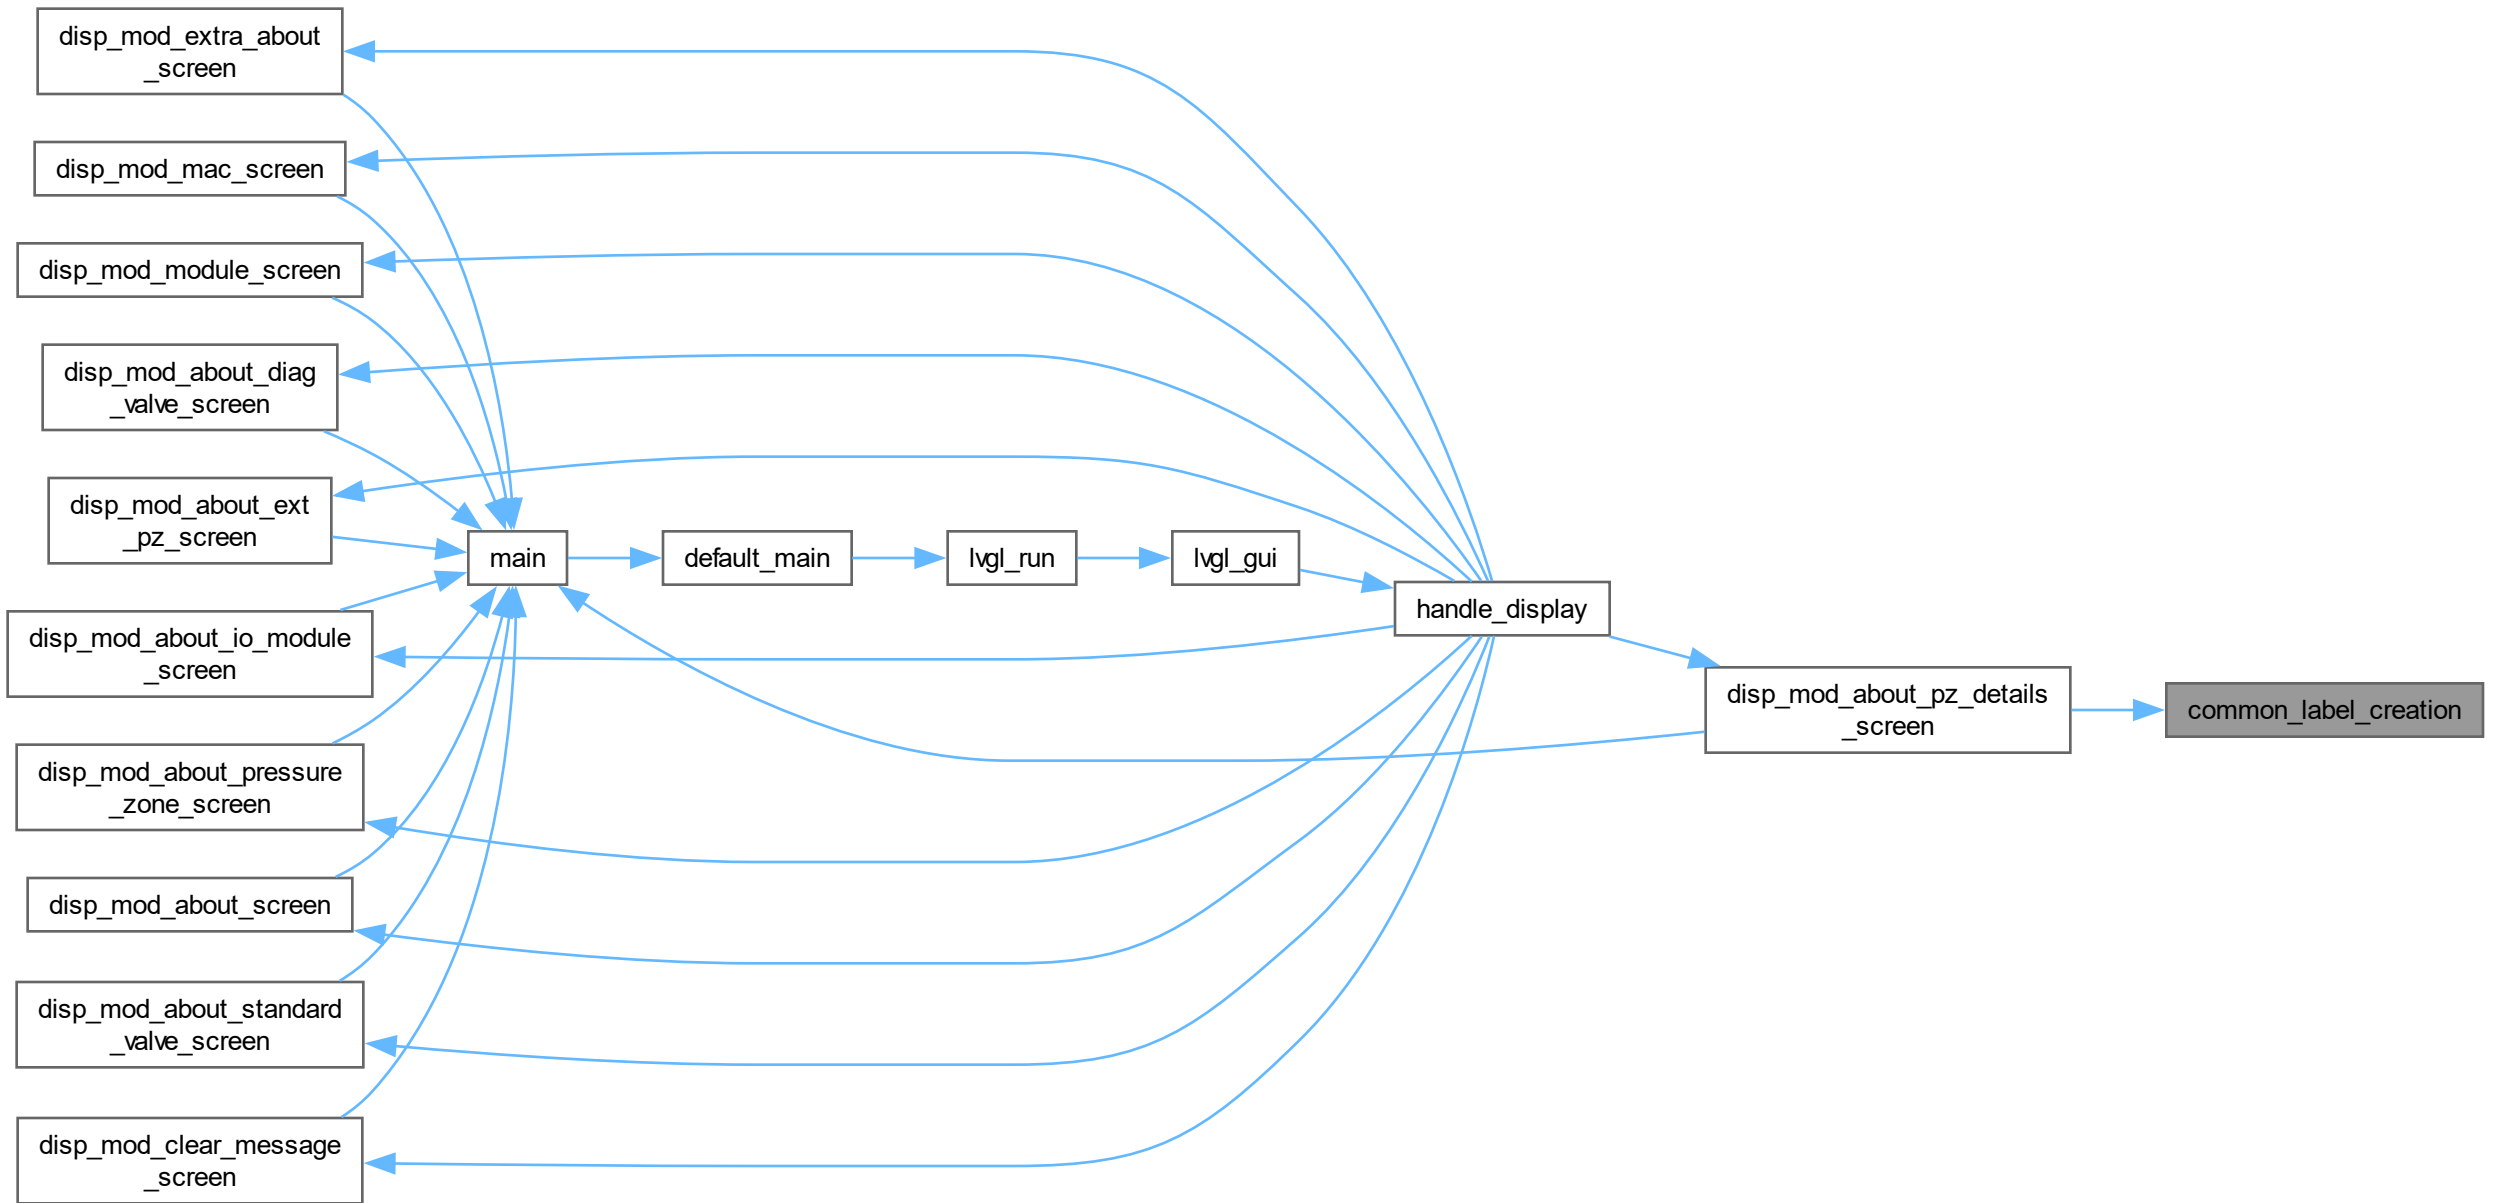 disp_mod_extra_about
_screen
disp_mod_mac_screen
disp_mod_module_screen
disp_mod_about_diag
_valve_screen
disp_mod_about_ext
_pz_screen
main
default_main
lvgl_run
lvgl_gui
handle_display
disp_mod_about_io_module
_screen
disp_mod_about_pz_details
_screen
common_label_creation
disp_mod_about_pressure
_zone_screen
disp_mod_about_screen
disp_mod_about_standard
_valve_screen
disp_mod_clear_message
_screen